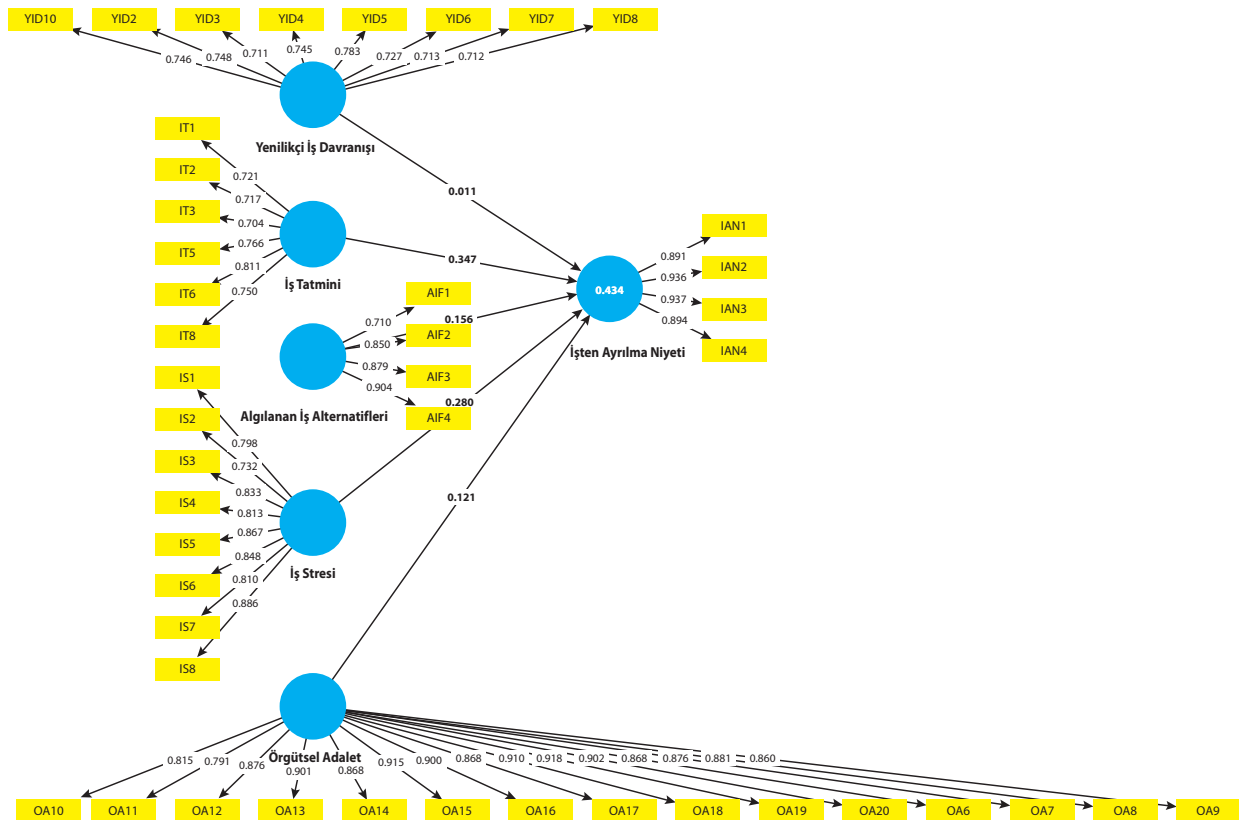 YID10 YID2 YID3 YID4 YID5 YID6 YID7 YID8
0.746 0.748 0.711 0.745 0.783 0.727 0.713 0.712
Yenilikçi İş Davranışı
IT1
IT2
IT3
IT5
IT6
IT8
0.721
0.717
0.704
0.766
0.811
0.750
İş Tatmini
0.011
0.347
0.156
0.280
0.121
AIF1
AIF2
AIF3
AIF4
0.710
0.850
0.879
0.904
Algılanan İş Alternatifleri
0.434
İşten Ayrılma Niyeti
0.891
0.936
0.937
0.894
IAN1
IAN2
IAN3
IAN4
IS1
IS2
IS3
IS4
IS5
IS6
IS7
IS8
0.798
0.732
0.833
0.813
0.867
0.848
0.810
0.886
İş Stresi
Örgütsel Adalet
0.815 0.791 0.876 0.901 0.868 0.915 0.900 0.868 0.910 0.918 0.902 0.868 0.876 0.881 0.860
OA10 OA11 OA12 OA13 OA14 OA15 OA16 OA17 OA18 OA19 OA20 OA6 OA7 OA8 OA9